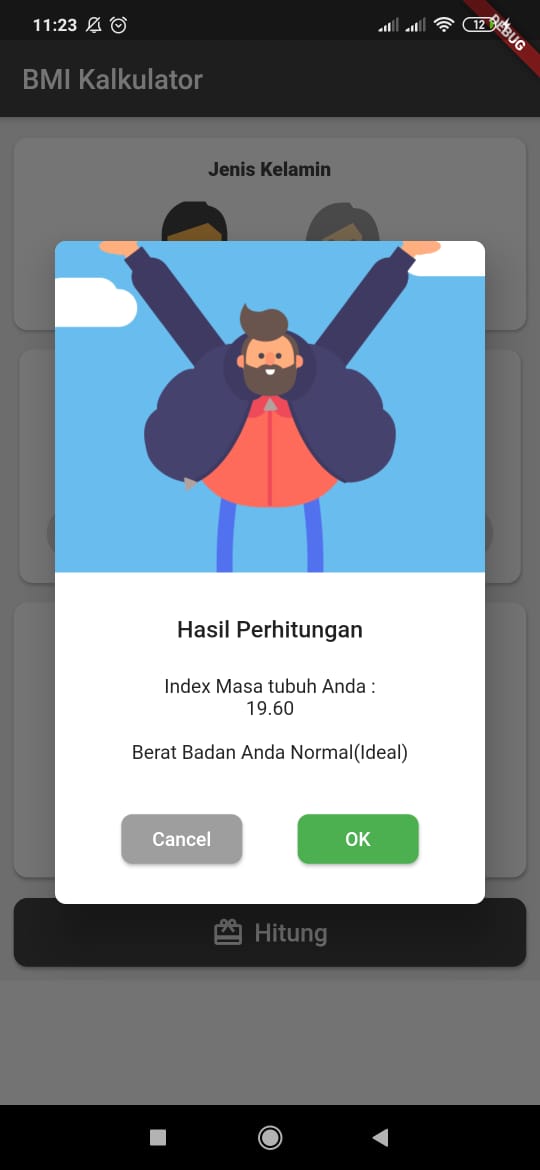 11:23
12
DEBUG
BMI Kalkulator
Jenis Kelamin
Hasil Perhitungan
Index Masa tubuh Anda :
19.60
Berat Badan Anda Normal(Ideal)
Cancel
OK
Hitung